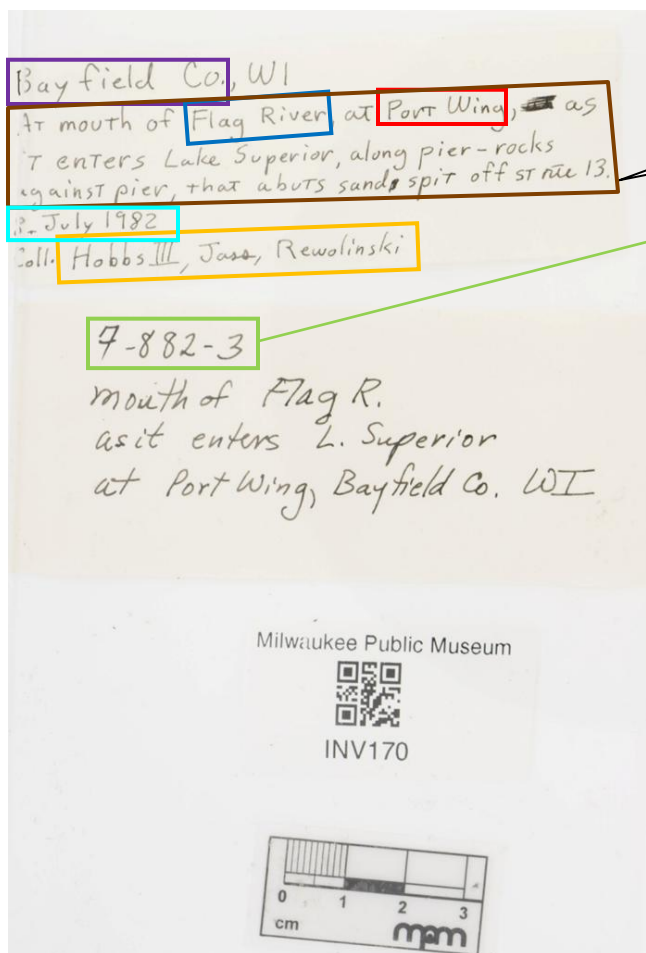 Bayfield Co., WI
At mouth of Flag River, at Port Wing, as
T enters Lake Superior, along pier-rocks
against pier, that abuts sand spit off ST rte 13.
July 1982
Coll. Hobbs III, Jass, Rewolinski
7-882-3
mouth of Flag R.
as it enters L. Superior
at Port Wing, Bayfield Co. WI
Milwaukee Public Museum
INV170
0 1 2 3
cm mpm